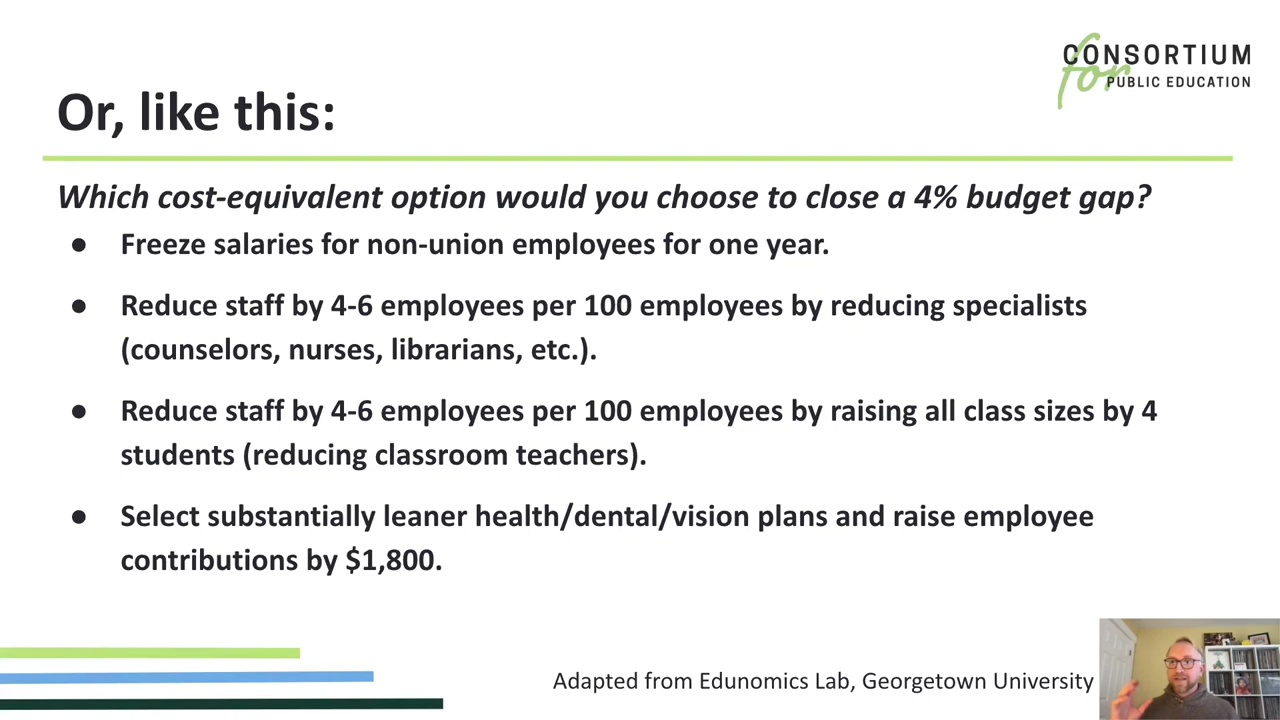 CONSORTIUM
for PUBLIC EDUCATION
Or, like this:
Which cost-equivalent option would you choose to close a 4% budget gap?
● Freeze salaries for non-union employees for one year.
● Reduce staff by 4-6 employees per 100 employees by reducing specialists
(counselors, nurses, librarians, etc.).
● Reduce staff by 4-6 employees per 100 employees by raising all class sizes by 4
students (reducing classroom teachers).
● Select substantially leaner health/dental/vision plans and raise employee
contributions by $1,800.
Adapted from Edunomics Lab, Georgetown University